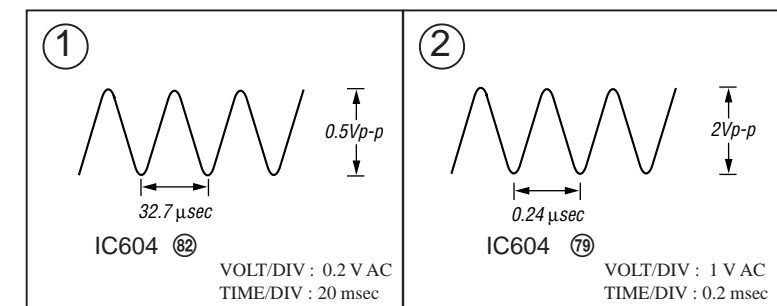 ①
0.5Vp-p
32.7 µsec
IC604 ㉘
VOLT/DIV : 0.2 V AC
TIME/DIV : 20 msec
②
2Vp-p
0.24 µsec
IC604 79
VOLT/DIV : 1 V AC
TIME/DIV : 0.2 msec